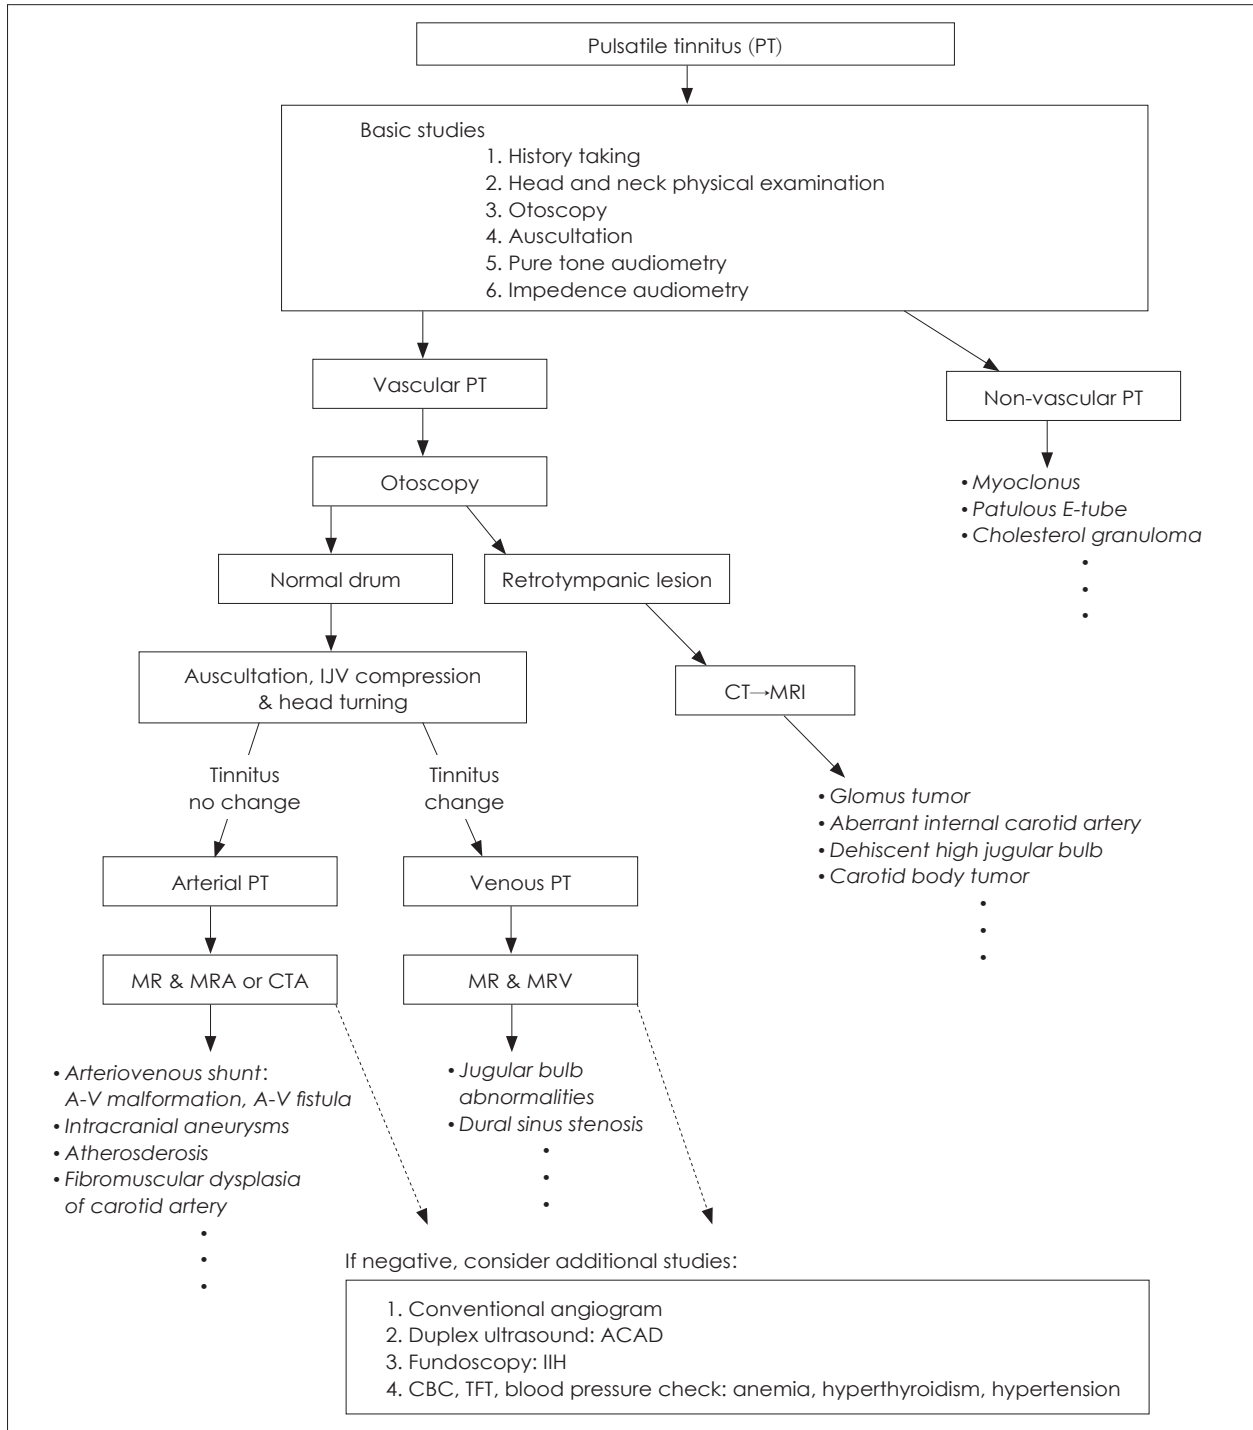 Pulsatile tinnitus (PT)
Basic studies
1. History taking
2. Head and neck physical examination
3. Otoscopy
4. Auscultation
5. Pure tone audiometry
6. Impedence audiometry
Vascular PT
Non-vascular PT
• Myoclonus
• Patulous E-tube
• Cholesterol granuloma
Otoscopy
Normal drum
Retrotympanic lesion
Auscultation, IJV compression
& head turning
CT→MRI
• Glomus tumor
• Aberrant internal carotid artery
• Dehiscent high jugular bulb
• Carotid body tumor
Tinnitus
no change
Tinnitus
change
Arterial PT
Venous PT
MR & MRA or CTA
MR & MRV
• Arteriovenous shunt:
A-V malformation, A-V fistula
• Intracranial aneurysms
• Atherosderosis
• Fibromuscular dysplasia
of carotid artery
• Jugular bulb
abnormalities
• Dural sinus stenosis
If negative, consider additional studies:
1. Conventional angiogram
2. Duplex ultrasound: ACAD
3. Fundoscopy: IIH
4. CBC, TFT, blood pressure check: anemia, hyperthyroidism, hypertension